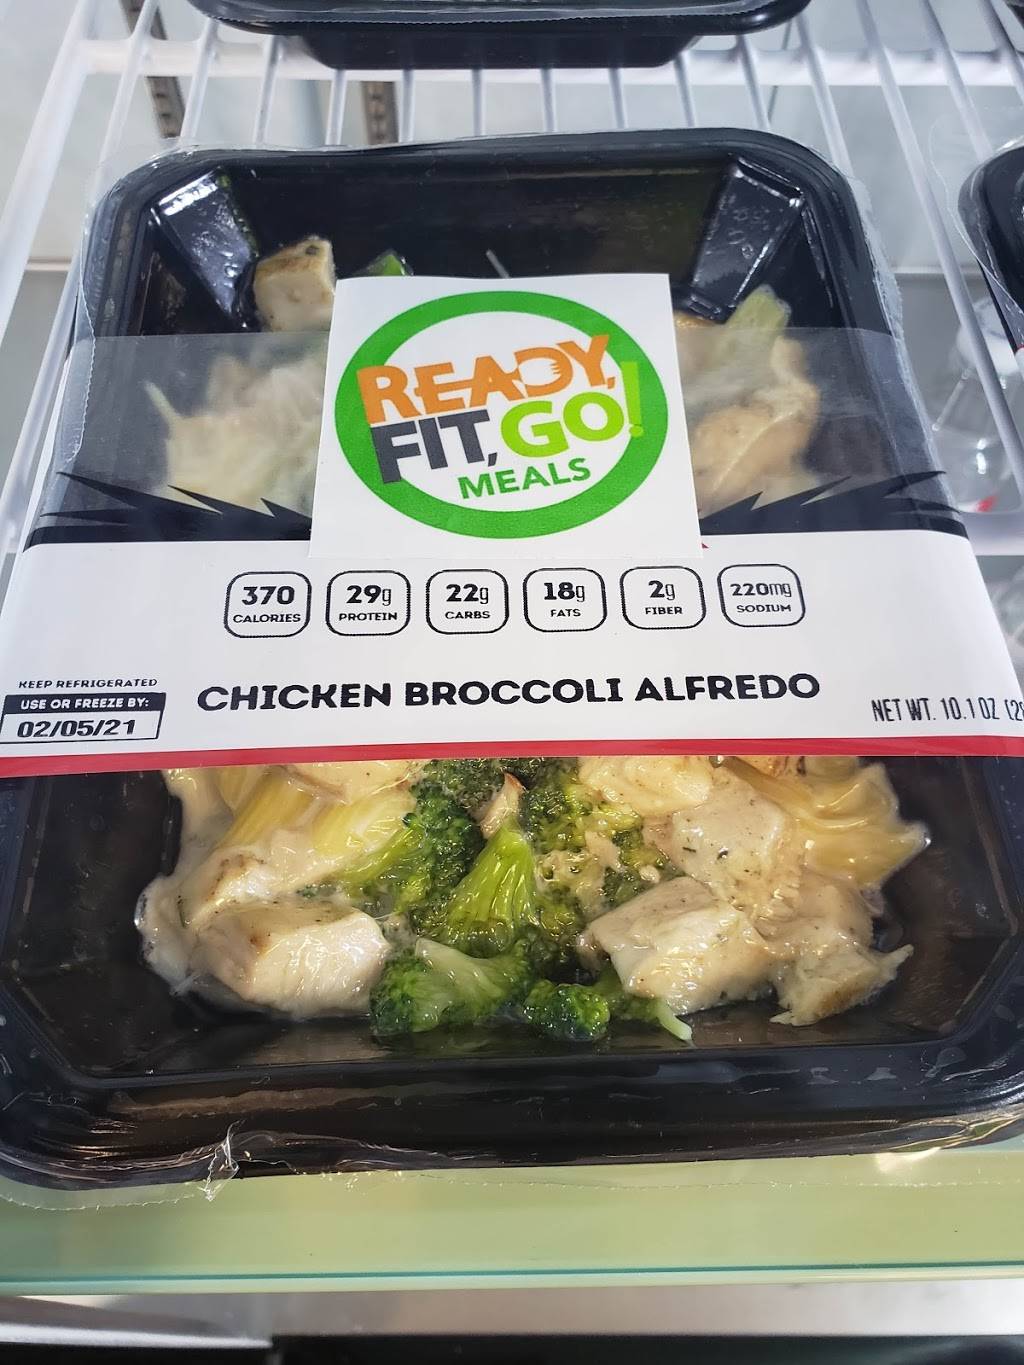 READY,
FIT, GO!
MEALS
370 CALORIES
29g PROTEIN
22g CARBS
18g FATS
2g FIBER
220mg SODIUM
KEEP REFRIGERATED
USE OR FREEZE BY:
02/05/21
CHICKEN BROCCOLI ALFREDO
NET WT. 10.1 OZ